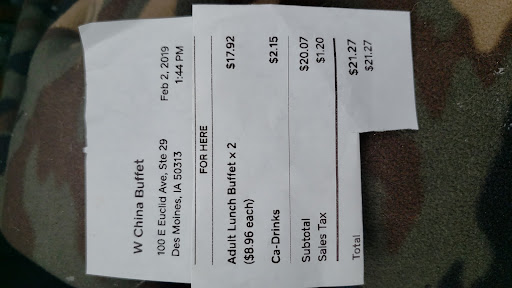 W China Buffet
100 E Euclid Ave, Ste 29 Feb 2, 2019
Des Moines, IA 50313 1:44 PM
FOR HERE
Adult Lunch Buffet x 2 $17.92
($8.96 each)
Ca-Drinks $2.15
Subtotal $20.07
Sales Tax $1.20
Total $21.27
$21.27